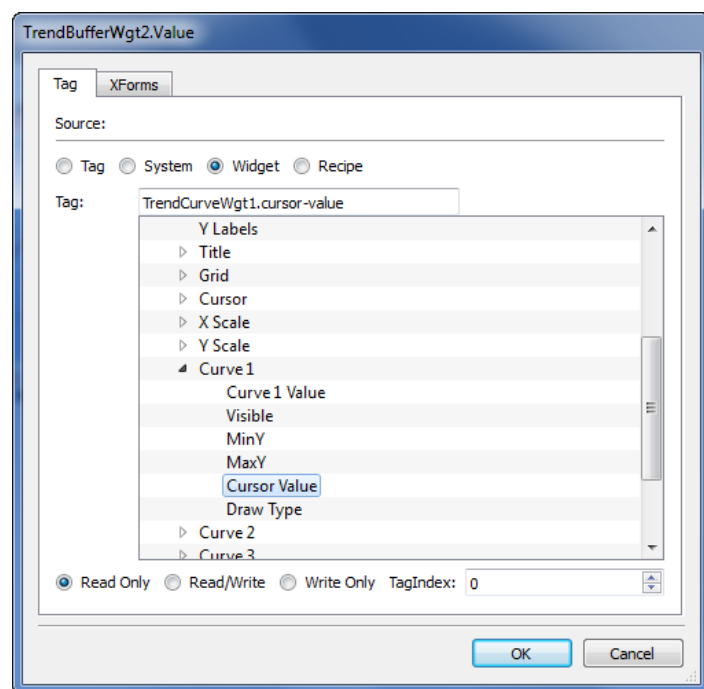 TrendBufferWgt2.Value
Tag XForms
Source:
Tag System Widget Recipe
Tag: TrendCurveWgt1.cursor-value
Y Labels
Title
Grid
Cursor
X Scale
Y Scale
Curve 1
Curve 1 Value
Visible
MinY
MaxY
Cursor Value
Draw Type
Curve 2
Curve 3
Read Only Read/Write Write Only TagIndex: 0
OK Cancel